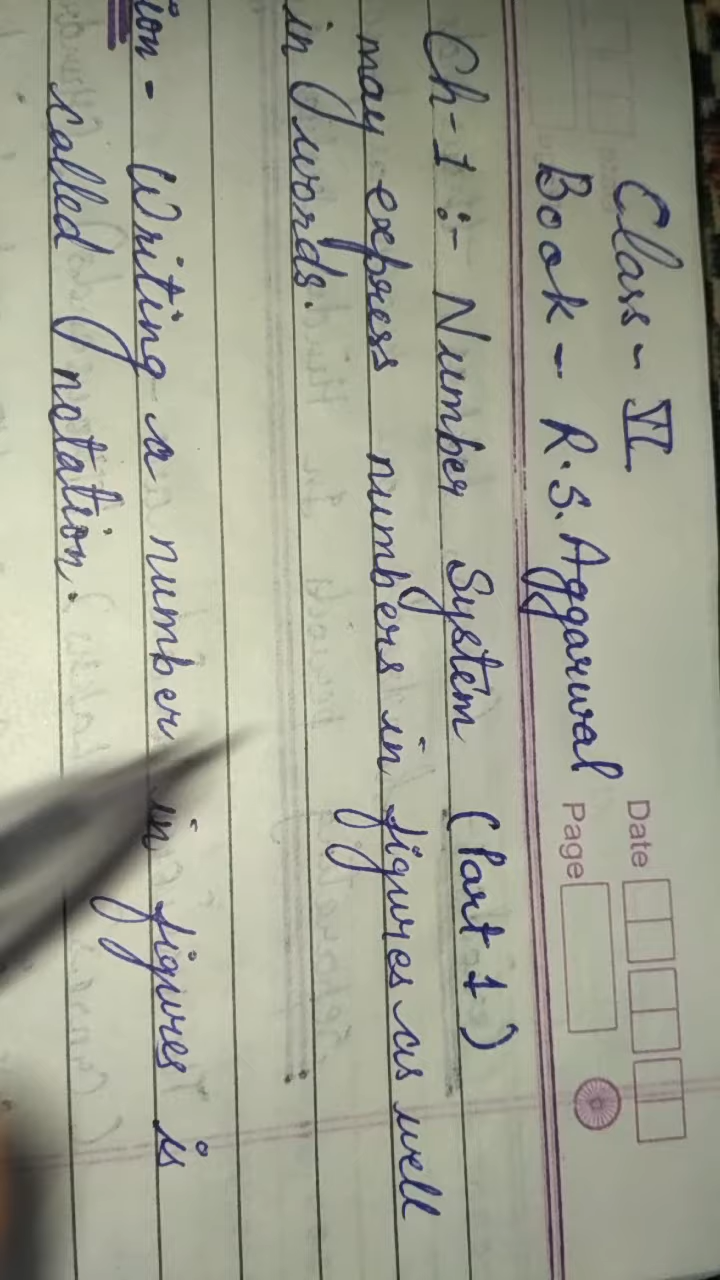 Date
Page
Class - VI
Book - R.S. Aggarwal
Ch-1 :- Number System (Part 1)
may express numbers in figures as well
in words.
ion - Writing a number in figures is
called notation.